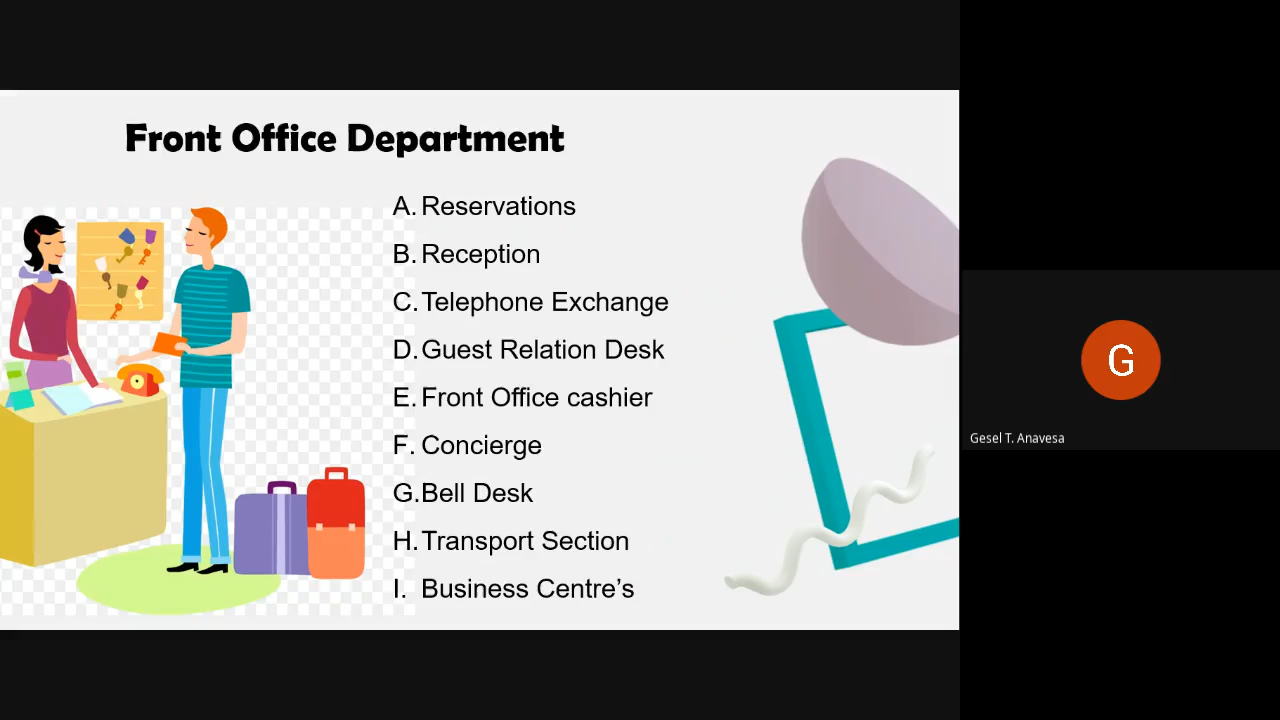 Front Office Department
A. Reservations
B. Reception
C. Telephone Exchange
D. Guest Relation Desk
E. Front Office cashier
F. Concierge
G. Bell Desk
H. Transport Section
I. Business Centre’s
G
Gesel T. Anavesa